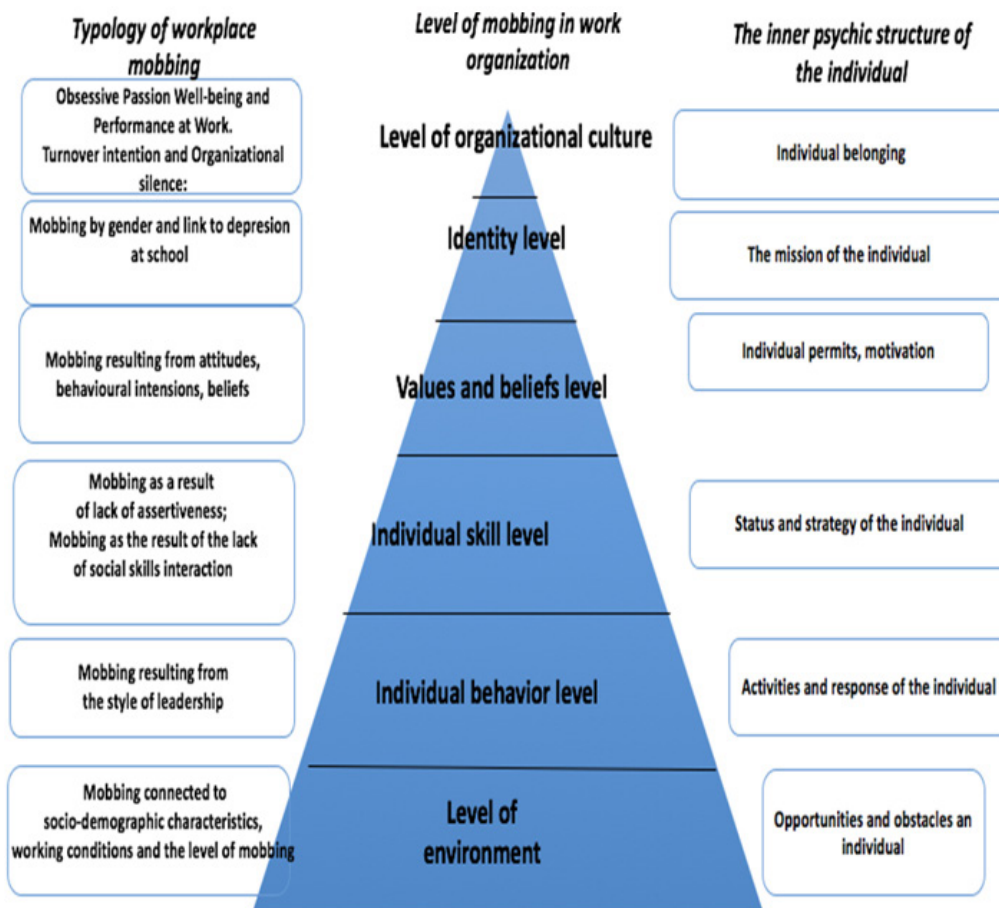 Typology of workplace
mobbing
Level of mobbing in work
organization
The inner psychic structure of
the individual
Obsessive Passion Well-being and
Performance at Work.
Turnover intention and Organizational
silence:
Level of organizational culture
Individual belonging
Mobbing by gender and link to depresion
at school
Identity level
The mission of the individual
Mobbing resulting from attitudes,
behavioural intensions, beliefs
Values and beliefs level
Individual permits, motivation
Mobbing as a result
of lack of assertiveness;
Mobbing as the result of the lack
of social skills interaction
Individual skill level
Status and strategy of the individual
Mobbing resulting from
the style of leadership
Individual behavior level
Activities and response of the individual
Mobbing connected to
socio-demographic characteristics,
working conditions and the level of mobbing
Level of
environment
Opportunities and obstacles an
individual